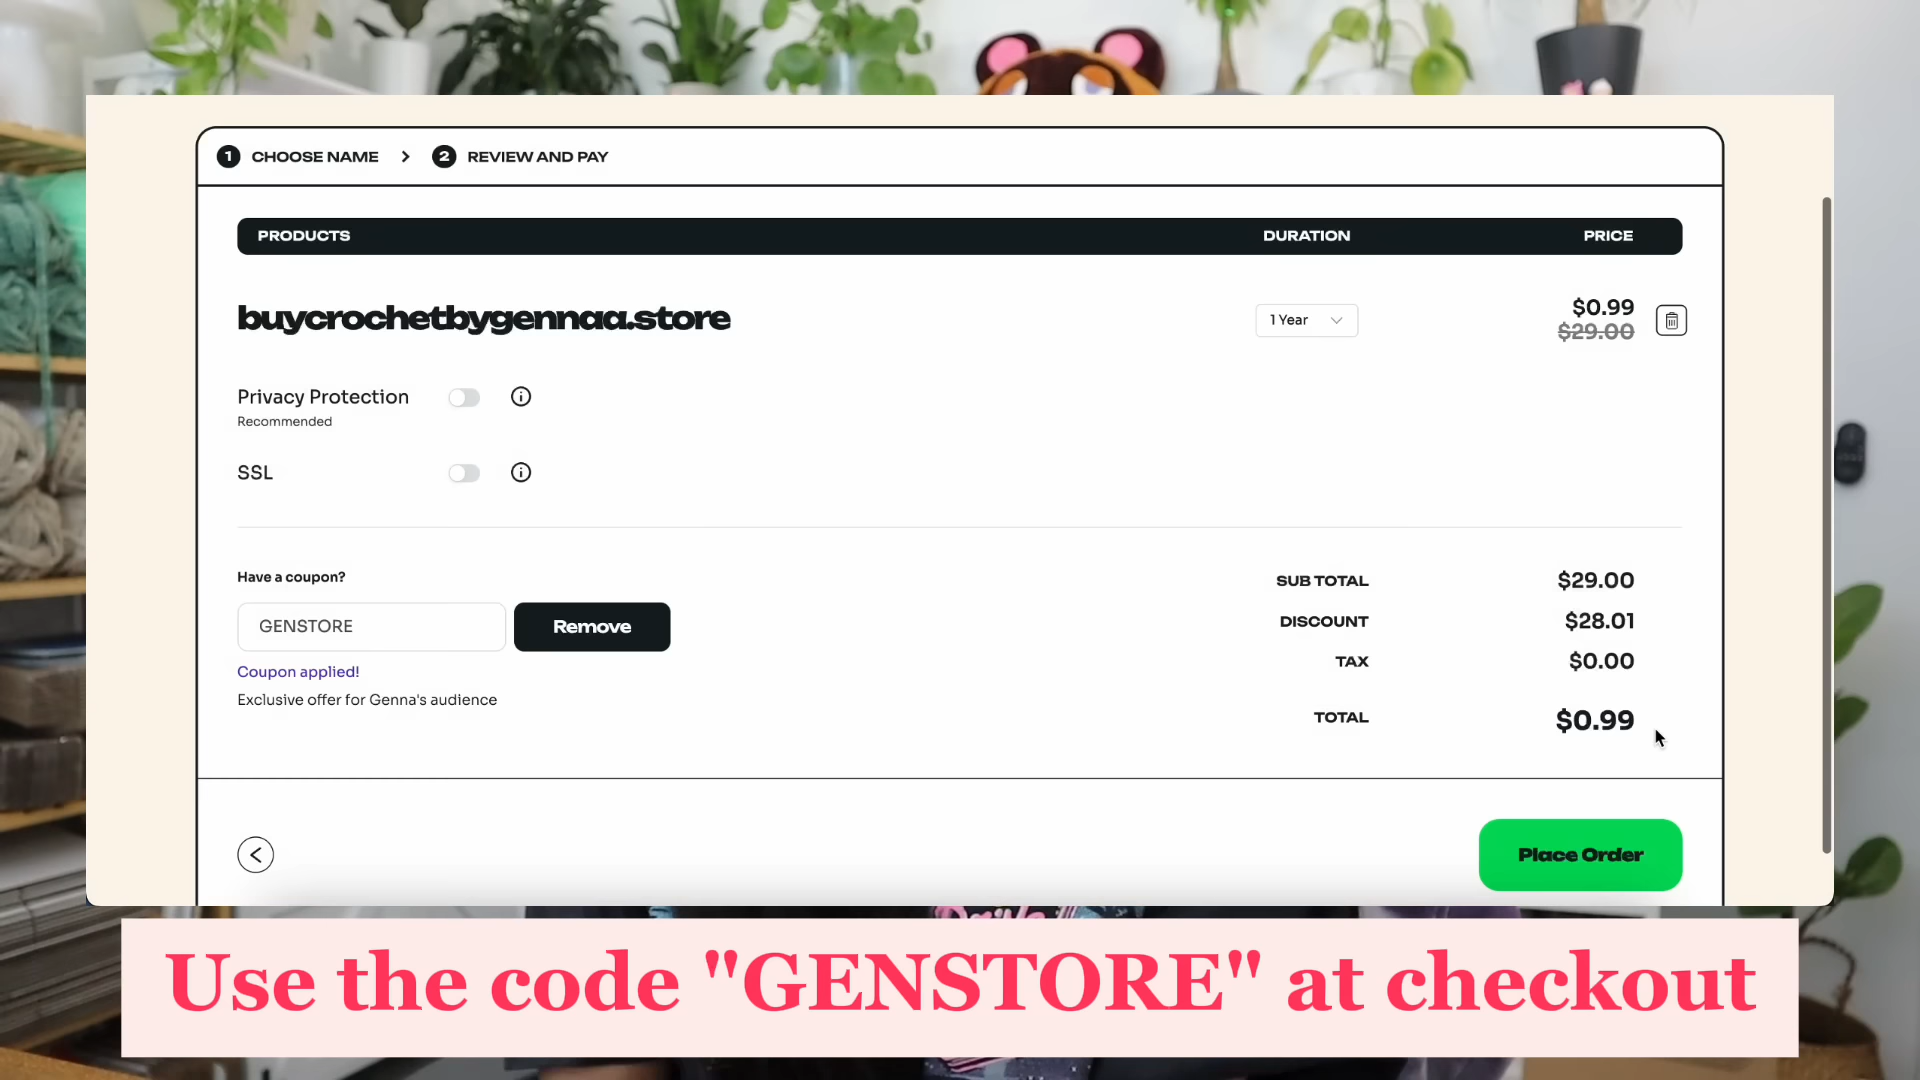 1 CHOOSE NAME > 2 REVIEW AND PAY
PRODUCTS DURATION PRICE
buycrochetbygennaa.store 1 Year $0.99
$29.00
Privacy Protection
Recommended
SSL
Have a coupon?
GENSTORE Remove
Coupon applied!
Exclusive offer for Genna's audience
SUB TOTAL $29.00
DISCOUNT $28.01
TAX $0.00
TOTAL $0.99
Place Order
Use the code "GENSTORE" at checkout